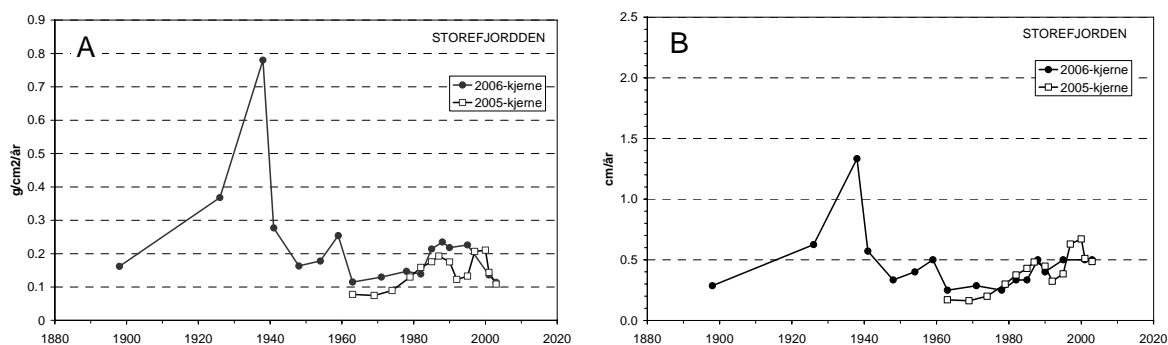 A
STOREFJORDDEN
2006-kjerne
2005-kjerne
g/cm2/år
0.9
0.8
0.7
0.6
0.5
0.4
0.3
0.2
0.1
0
1880 1900 1920 1940 1960 1980 2000 2020
B
STOREFJORDEN
2006-kjerne
2005-kjerne
cm/år
2.5
2.0
1.5
1.0
0.5
0.0
1880 1900 1920 1940 1960 1980 2000 2020